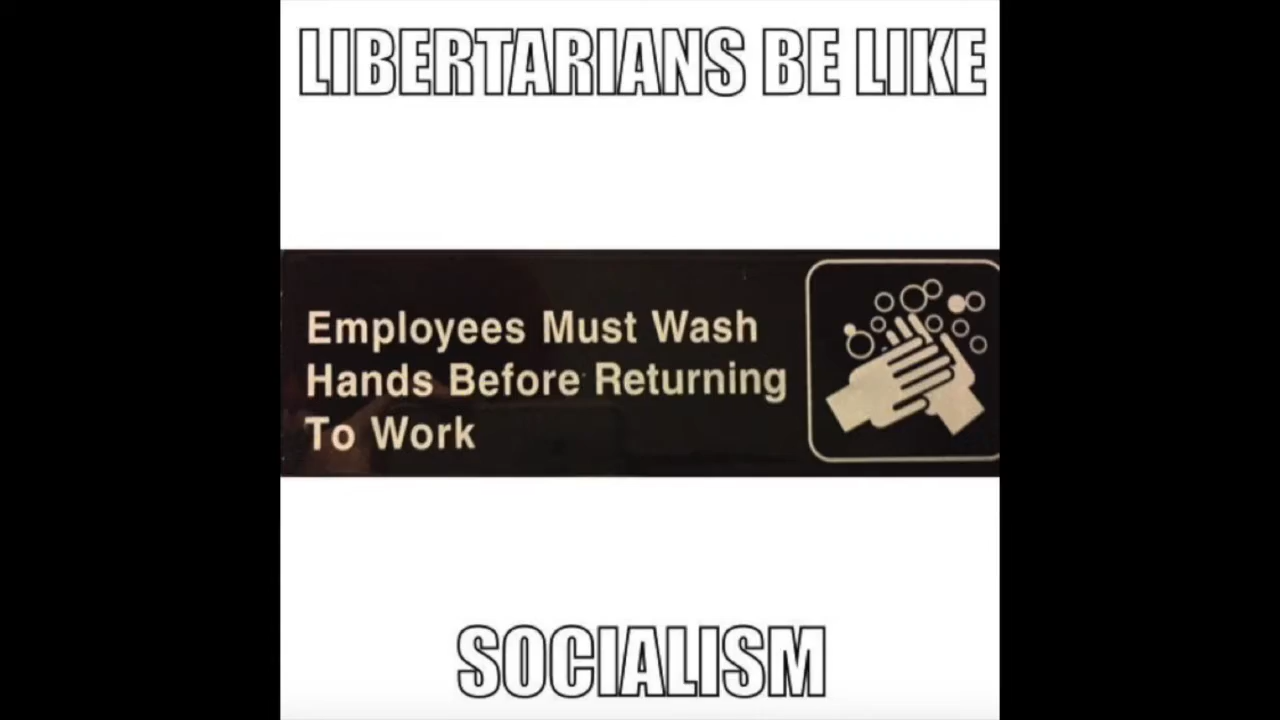 LIBERTARIANS BE LIKE
Employees Must Wash
Hands Before Returning
To Work
SOCIALISM